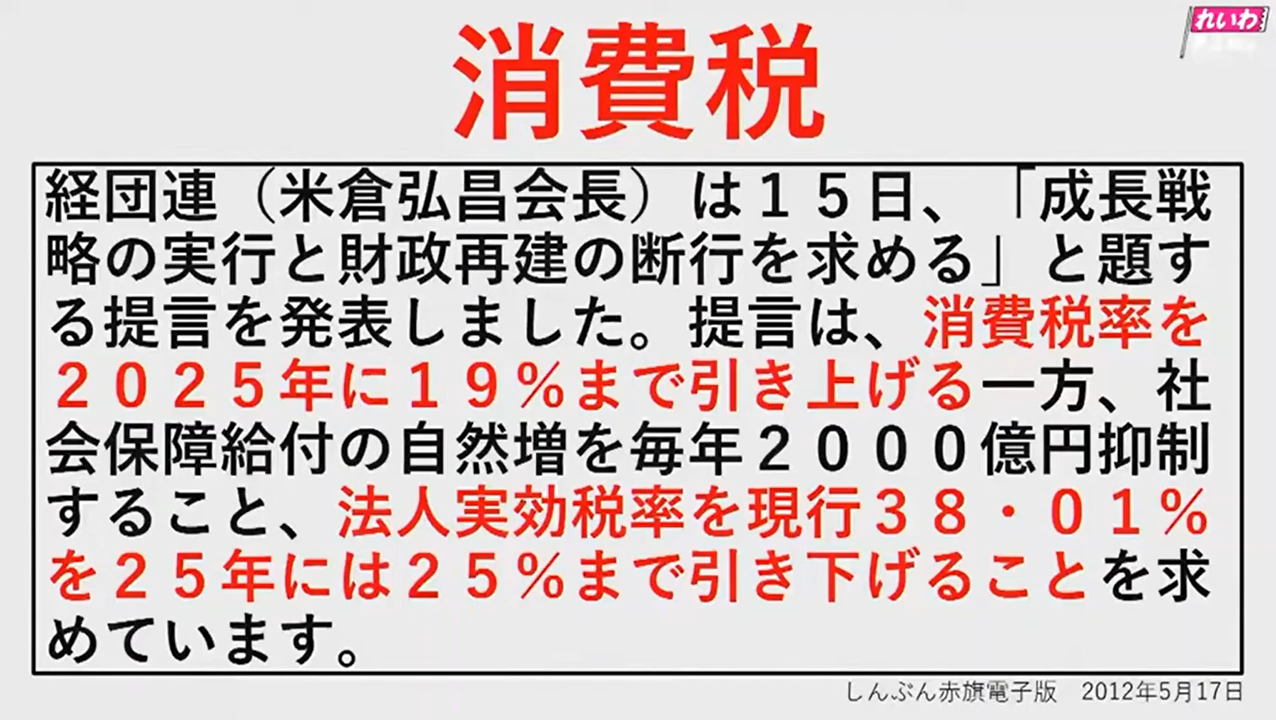 れいわ
消費税
経団連（米倉弘昌会長）は１５日、「成長戦
略の実行と財政再建の断行を求める」と題す
る提言を発表しました。提言は、消費税率を
２０２５年に１９％まで引き上げる一方、社
会保障給付の自然増を毎年２０００億円抑制
すること、法人実効税率を現行３８・０１％
を２５年には２５％まで引き下げることを求
めています。
しんぶん赤旗電子版　2012年5月17日